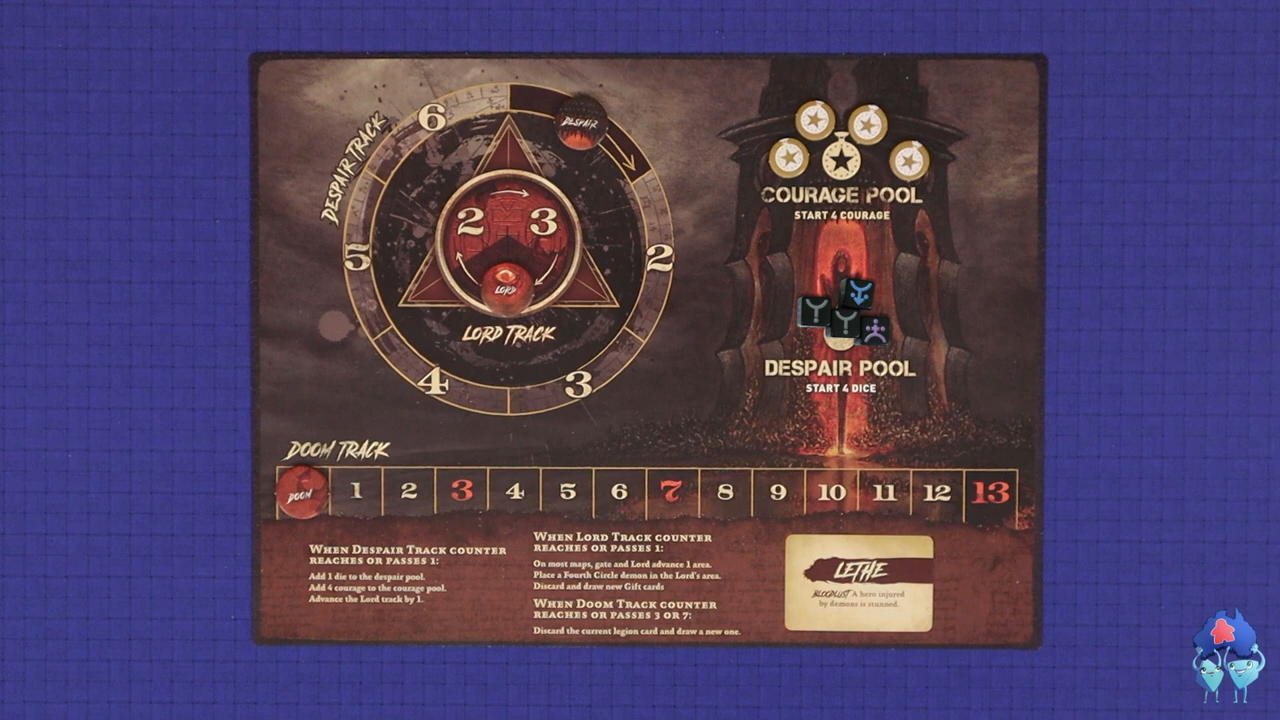 DESPAIR TRACK
6
DESPAIR
5
2
4
3
2 3
LORD
LORD TRACK
COURAGE POOL
START 4 COURAGE
DESPAIR POOL
START 4 DICE
DOOM TRACK
DOOM 1 2 3 4 5 6 7 8 9 10 11 12 13
When Despair Track counter
reaches or passes 1:
Add 1 die to the despair pool.
Add 4 courage to the courage pool.
Advance the Lord track by 1.
When Lord Track counter
reaches or passes 1:
On most maps, gate and Lord advance 1 area.
Place a Fourth Circle demon in the Lord's area.
Discard and draw new Gift cards
When Doom Track counter
reaches or passes 3 or 7:
Discard the current legion card and draw a new one.
LETHE
BLOODLUST A hero injured
by demons is stunned.